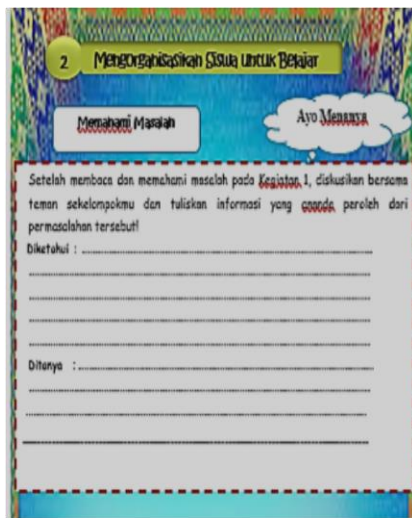 2 Mengorganisasikan Siswa untuk Belajar
Memahami Masalah
Ayo Menanya
Setelah membaca dan memahami masalah pada Kegiatan 1, diskusikan bersama
teman sekelompokmu dan tuliskan informasi yang ananda peroleh dari
permasalahan tersebut!
Diketahui :
Ditanya :